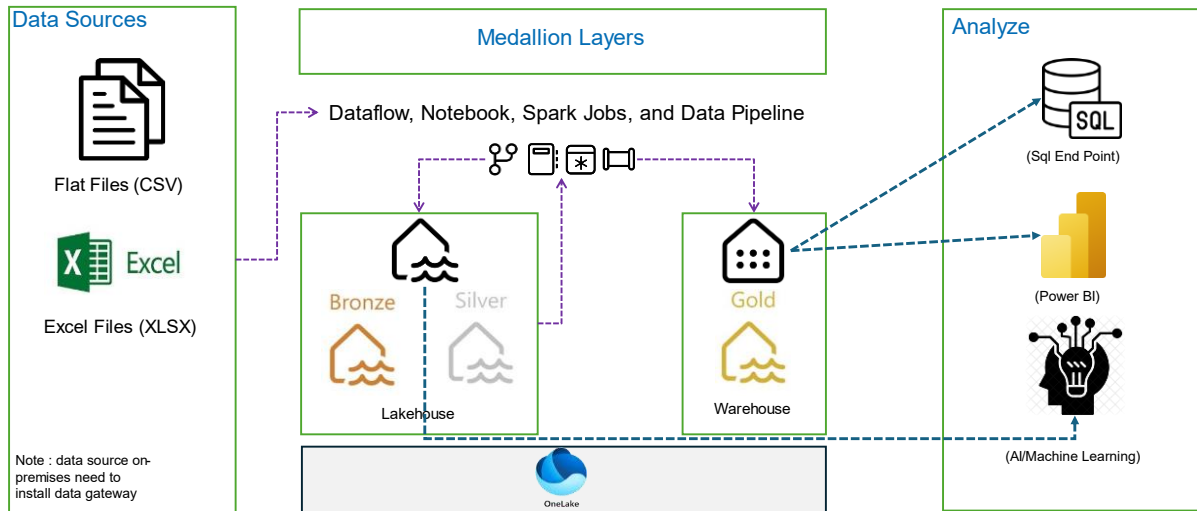 Data Sources
Flat Files (CSV)
X
Excel
Excel Files (XLSX)
Note : data source on-
premises need to
install data gateway
Medallion Layers
Dataflow, Notebook, Spark Jobs, and Data Pipeline
Bronze
Silver
Lakehouse
Gold
Warehouse
OneLake
Analyze
SQL
(Sql End Point)
(Power BI)
(AI/Machine Learning)